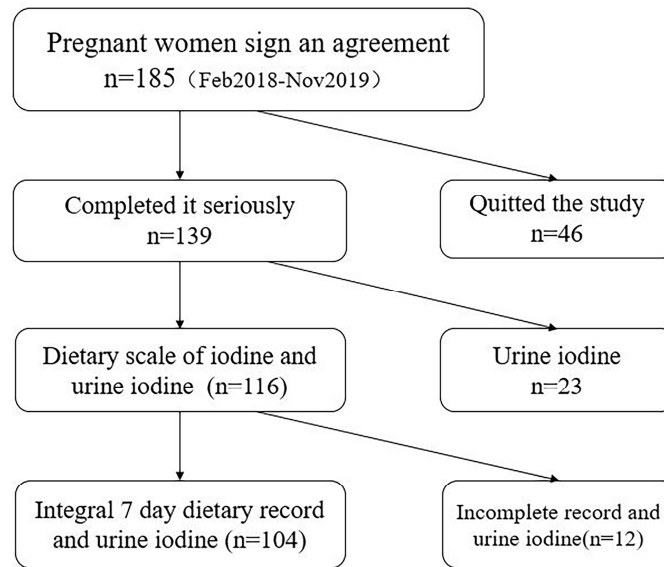 Pregnant women sign an agreement
n=185（Feb2018-Nov2019）
Completed it seriously
n=139
Quitted the study
n=46
Dietary scale of iodine and
urine iodine (n=116)
Urine iodine
n=23
Integral 7 day dietary record
and urine iodine (n=104)
Incomplete record and
urine iodine(n=12)